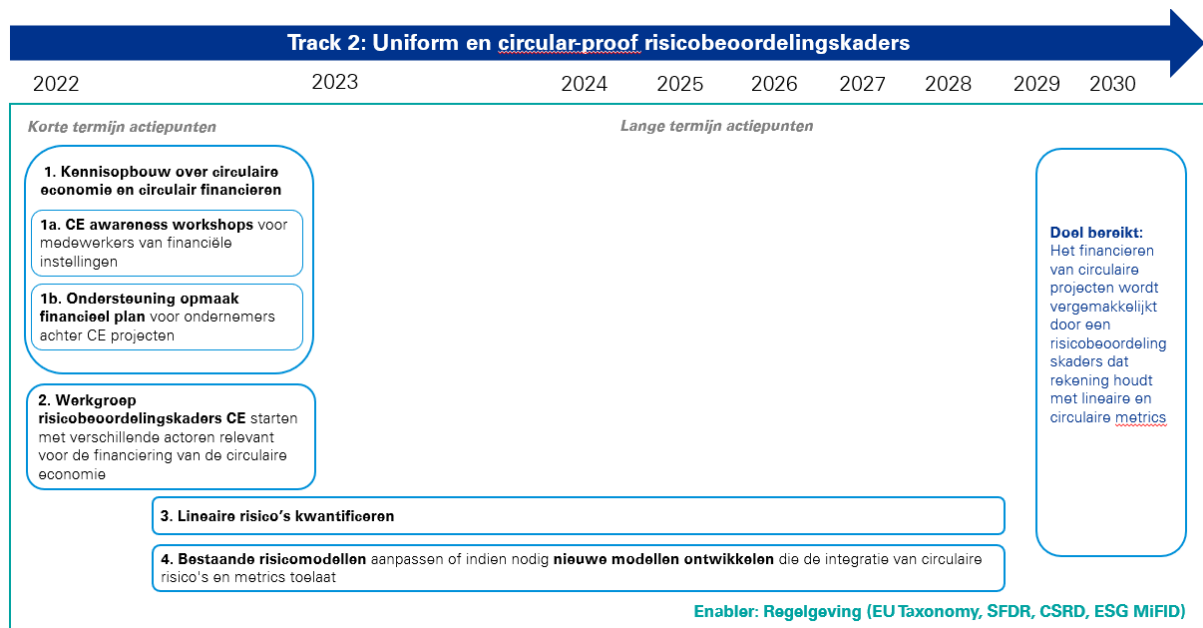 Track 2: Uniform en circular-proof risicobeoordelingskaders
2022 2023 2024 2025 2026 2027 2028 2029 2030
Korte termijn actiepunten
Lange termijn actiepunten
1. Kennisopbouw over circulaire
economie en circulair financieren
1a. CE awareness workshops voor
medewerkers van financiële
instellingen
1b. Ondersteuning opmaak
financieel plan voor ondernemers
achter CE projecten
2. Werkgroep
risicobeoordelingskaders CE starten
met verschillende actoren relevant
voor de financiering van de circulaire
economie
3. Lineaire risico’s kwantificeren
4. Bestaande risicomodellen aanpassen of indien nodig nieuwe modellen ontwikkelen die de integratie van circulaire
risico's en metrics toelaat
Doel bereikt:
Het financieren
van circulaire
projecten wordt
vergemakkelijkt
door een
risicobeoordeling
skaders dat
rekening houdt
met lineaire en
circulaire metrics
Enabler: Regelgeving (EU Taxonomy, SFDR, CSRD, ESG MiFID)